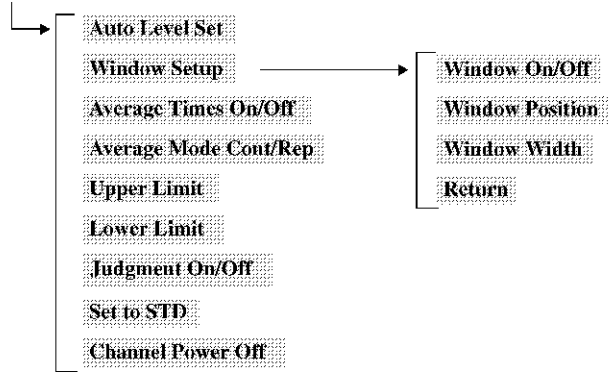 Auto Level Set
Window Setup
Window On/Off
Average Times On/Off
Window Position
Average Mode Cont/Rep
Window Width
Upper Limit
Return
Lower Limit
Judgment On/Off
Set to STD
Channel Power Off